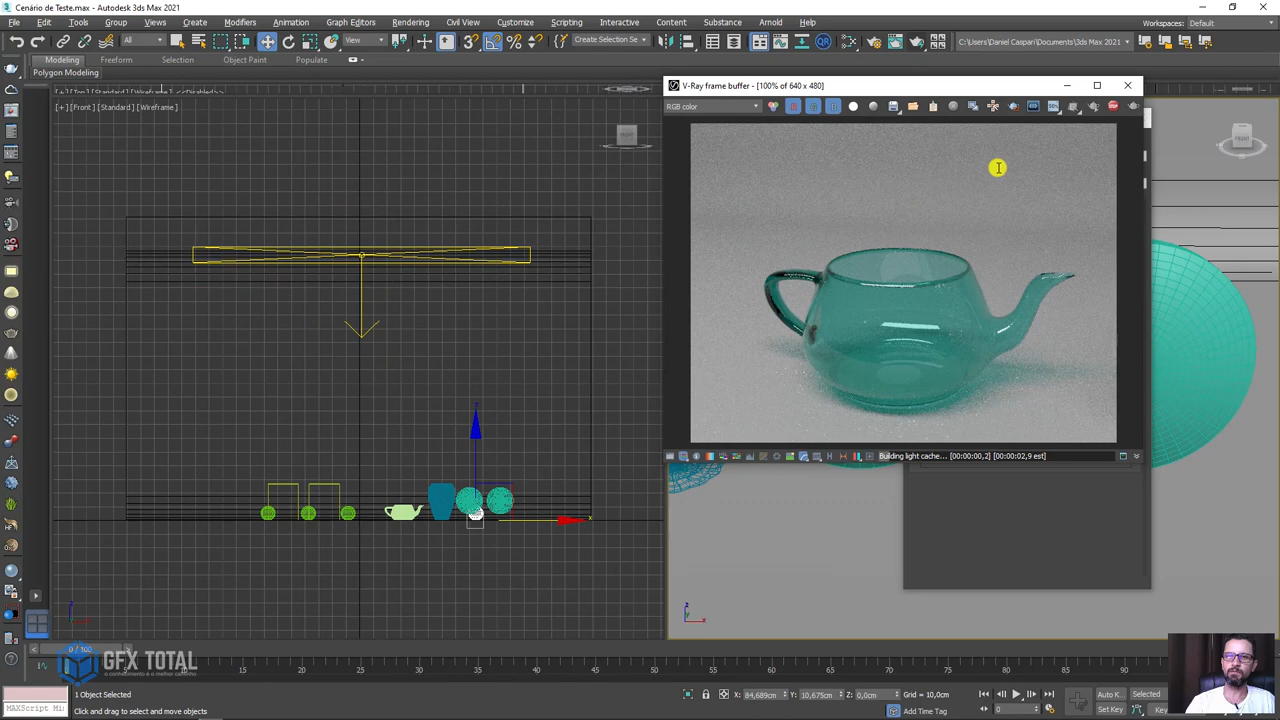 Cenário de Teste.max - Autodesk 3ds Max 2021
File Edit Tools Group Views Create Modifiers Animation Graph Editors Rendering Civil View Customize Scripting Interactive Content Substance Arnold Help
Workspaces: Default
All View Create Selection Se C:\Users\Daniel Caspari\Documents\3ds Max 2021
Modeling Freeform Selection Object Paint Populate
Polygon Modeling
V-Ray frame buffer - [100% of 640 x 480]
[+] [Front] [Standard] [Wireframe]
FRONT
RGB color
FRONT
Building light cache... [00:00:00,2] [00:00:02,9 est]
0 / 100
GFX TOTAL
o conhecimento é o melhor caminho
10 15 20 25 30 35 40 45 50 55 60 65 70 75 80 85 90
1 Object Selected
X: 84,689cm Y: 10,675cm Z: 0,0cm Grid = 10,0cm
Auto K... Selected
MAXScript Mi
Click and drag to select and move objects
Add Time Tag
0
Set Key